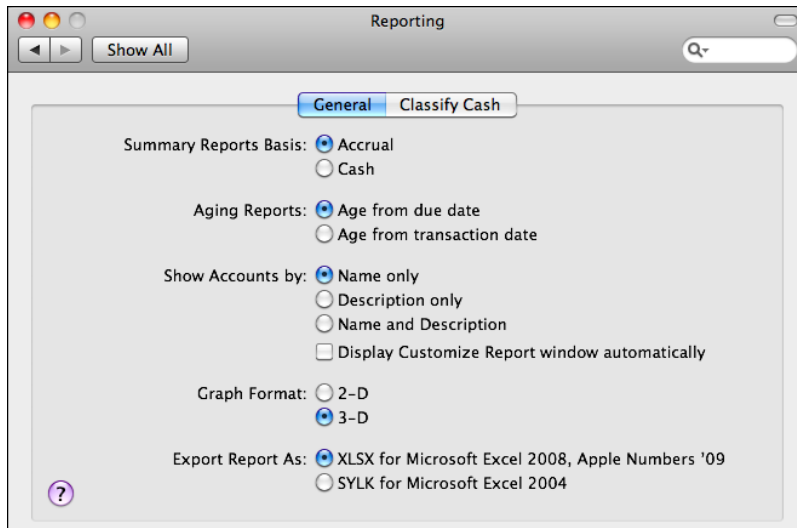 Reporting
Show All
General Classify Cash
Summary Reports Basis: Accrual
Cash
Aging Reports: Age from due date
Age from transaction date
Show Accounts by: Name only
Description only
Name and Description
Display Customize Report window automatically
Graph Format: 2-D
3-D
Export Report As: XLSX for Microsoft Excel 2008, Apple Numbers ’09
SYLK for Microsoft Excel 2004
?